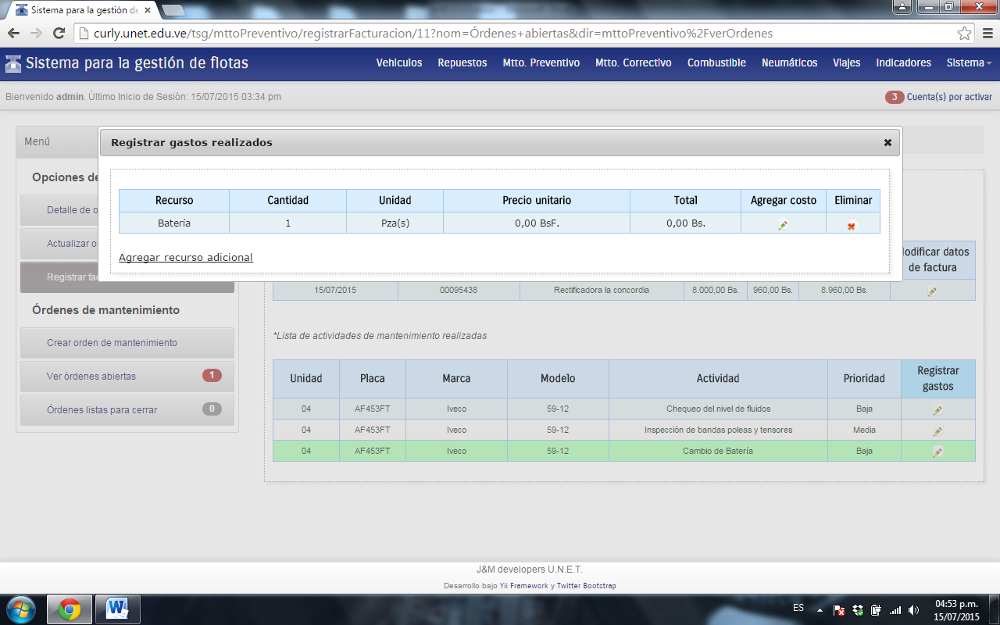 Sistema para la gestión de
curly.unet.edu.ve/tsg/mttoPreventivo/registrarFacturacion/11?nom=Órdenes+abiertas&dir=mttoPreventivo%2FverOrdenes
Sistema para la gestión de flotas Vehiculos Repuestos Mtto. Preventivo Mtto. Correctivo Combustible Neumáticos Viajes Indicadores Sistema
Bienvenido admin. Último Inicio de Sesión: 15/07/2015 03:34 pm 3 Cuenta(s) por activar
Menú
Registrar gastos realizados
Opciones de
Recurso Cantidad Unidad Precio unitario Total Agregar costo Eliminar
Detalle de o
Batería 1 Pza(s) 0,00 BsF. 0,00 Bs.
Actualizar o
Agregar recurso adicional
odificar datos
de factura
Registrar fac
15/07/2015 00095438 Rectificadora la concordia 8.000,00 Bs. 960,00 Bs. 8.960,00 Bs.
Órdenes de mantenimiento
Crear orden de mantenimiento
Ver órdenes abiertas 1
Órdenes listas para cerrar 0
*Lista de actividades de mantenimiento realizadas
Unidad Placa Marca Modelo Actividad Prioridad Registrar
gastos
04 AF453FT Iveco 59-12 Chequeo del nivel de fluidos Baja
04 AF453FT Iveco 59-12 Inspección de bandas poleas y tensores Media
04 AF453FT Iveco 59-12 Cambio de Batería Baja
J&M developers U.N.E.T.
Desarrollo bajo Yii Framework y Twitter Bootstrap
ES 04:53 p.m.
15/07/2015